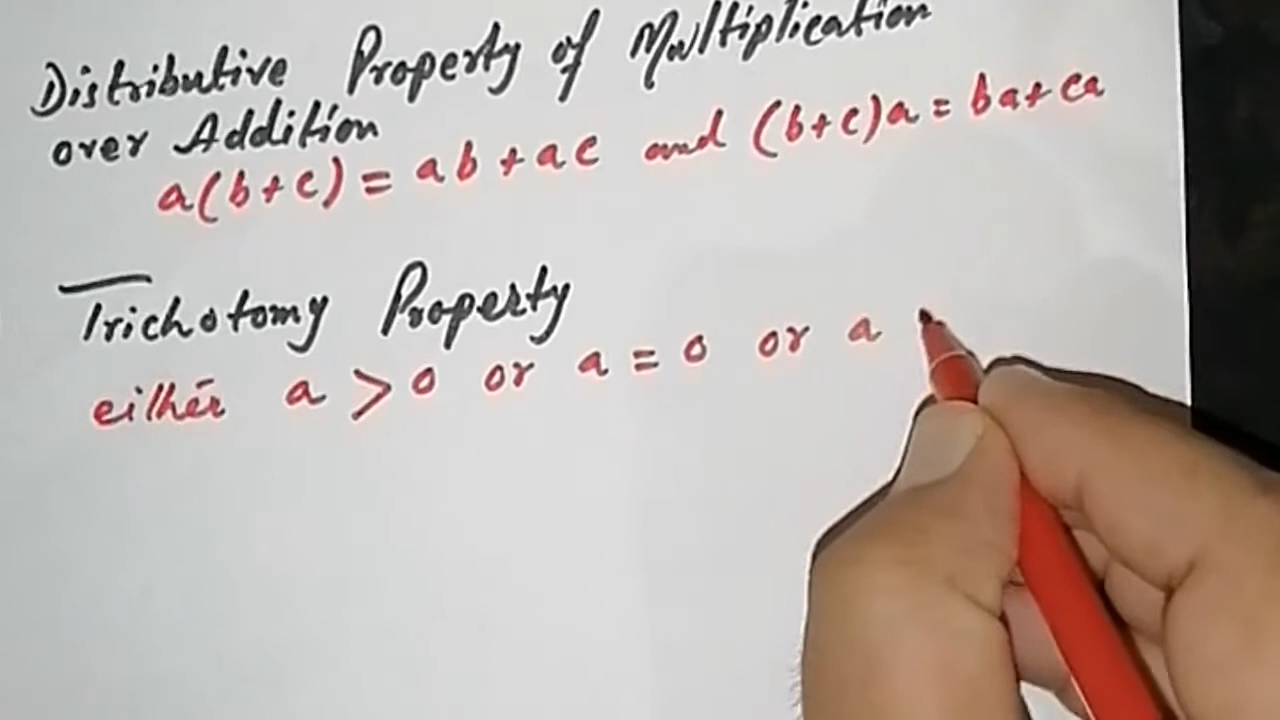 Distributive Property of Multiplication
over Addition
a(b+c) = ab+ac and (b+c)a = ba+ca
Trichotomy Property
either a > 0 or a = 0 or a